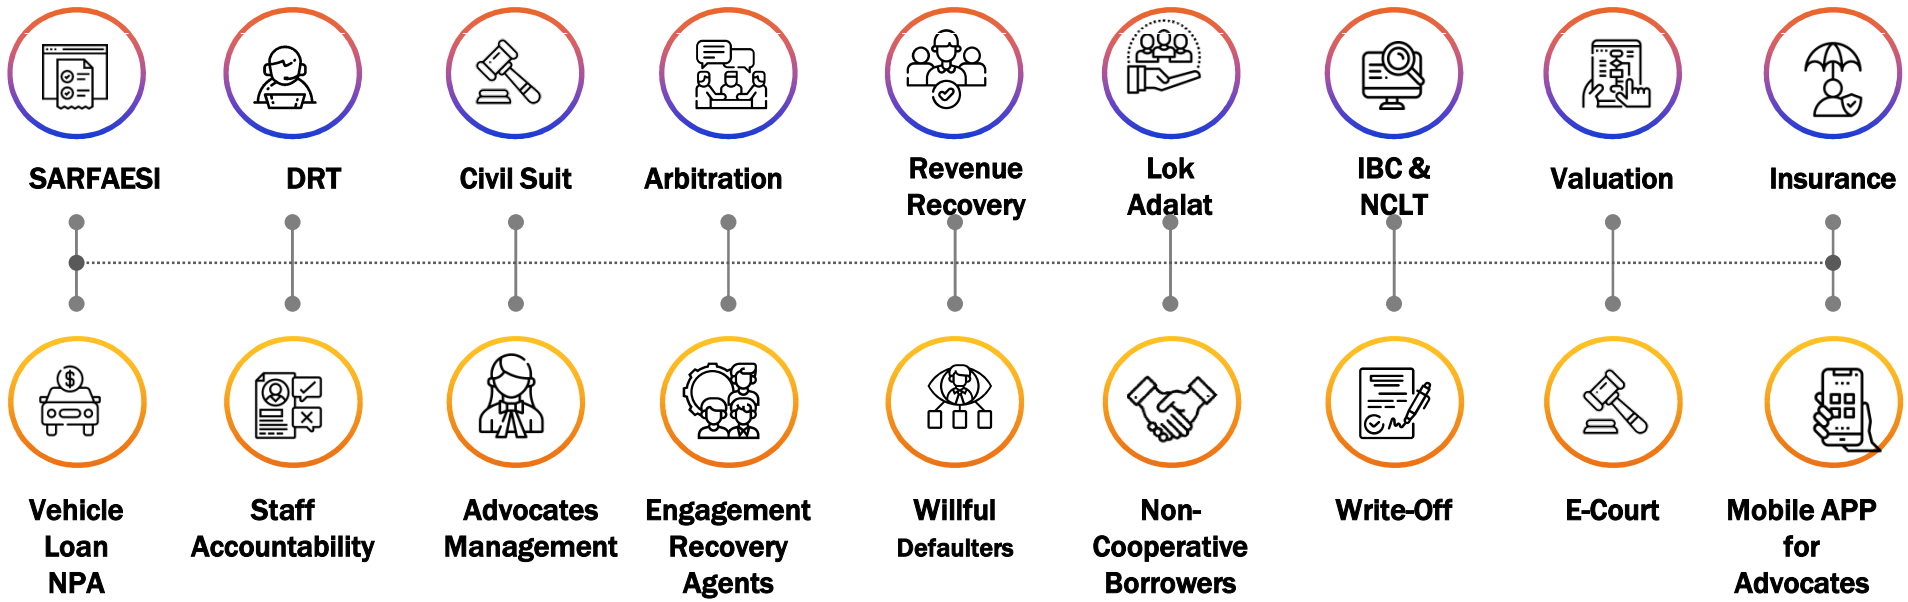 SARFAESI
DRT
Civil Suit
Arbitration
Revenue
Recovery
Lok
Adalat
IBC &
NCLT
Valuation
Insurance
Vehicle
Loan
NPA
Staff
Accountability
Advocates
Management
Engagement
Recovery
Agents
Willful
Defaulters
Non-
Cooperative
Borrowers
Write-Off
E-Court
Mobile APP
for
Advocates